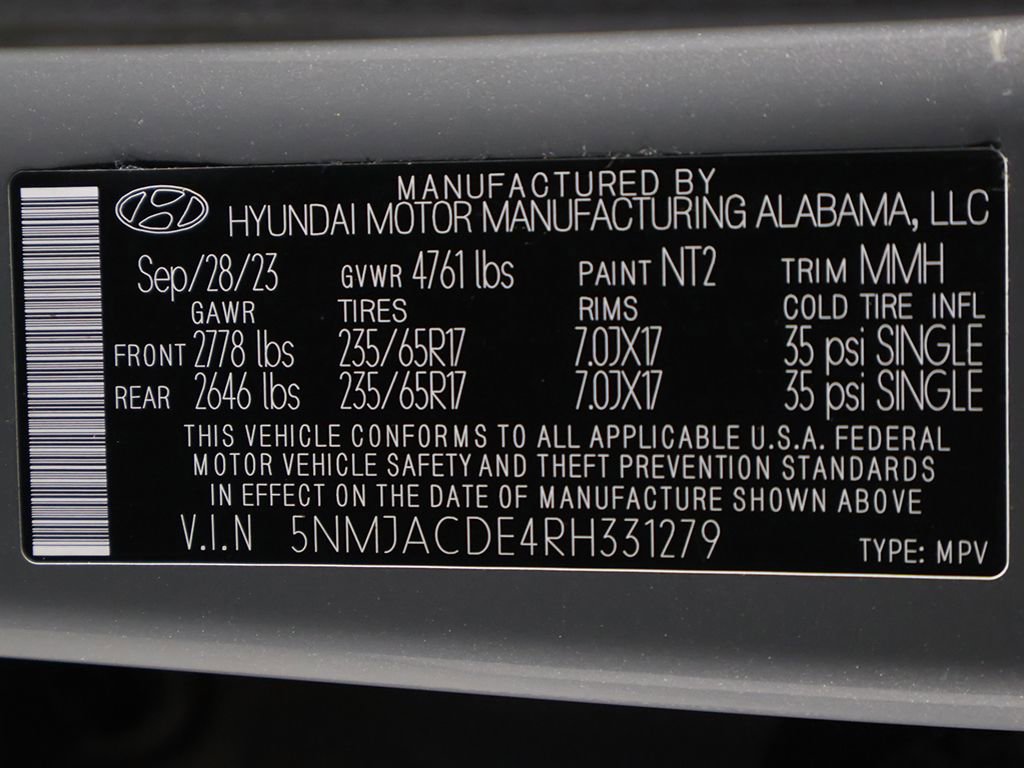 MANUFACTURED BY
HYUNDAI MOTOR MANUFACTURING ALABAMA, LLC
Sep/28/23 GVWR 4761 lbs PAINT NT2 TRIM MMH
GAWR TIRES RIMS COLD TIRE INFL
FRONT 2778 lbs 235/65R17 7.0JX17 35 psi SINGLE
REAR 2646 lbs 235/65R17 7.0JX17 35 psi SINGLE
THIS VEHICLE CONFORMS TO ALL APPLICABLE U.S.A. FEDERAL
MOTOR VEHICLE SAFETY AND THEFT PREVENTION STANDARDS
IN EFFECT ON THE DATE OF MANUFACTURE SHOWN ABOVE
V.I.N 5NMJACDE4RH331279
TYPE: MPV